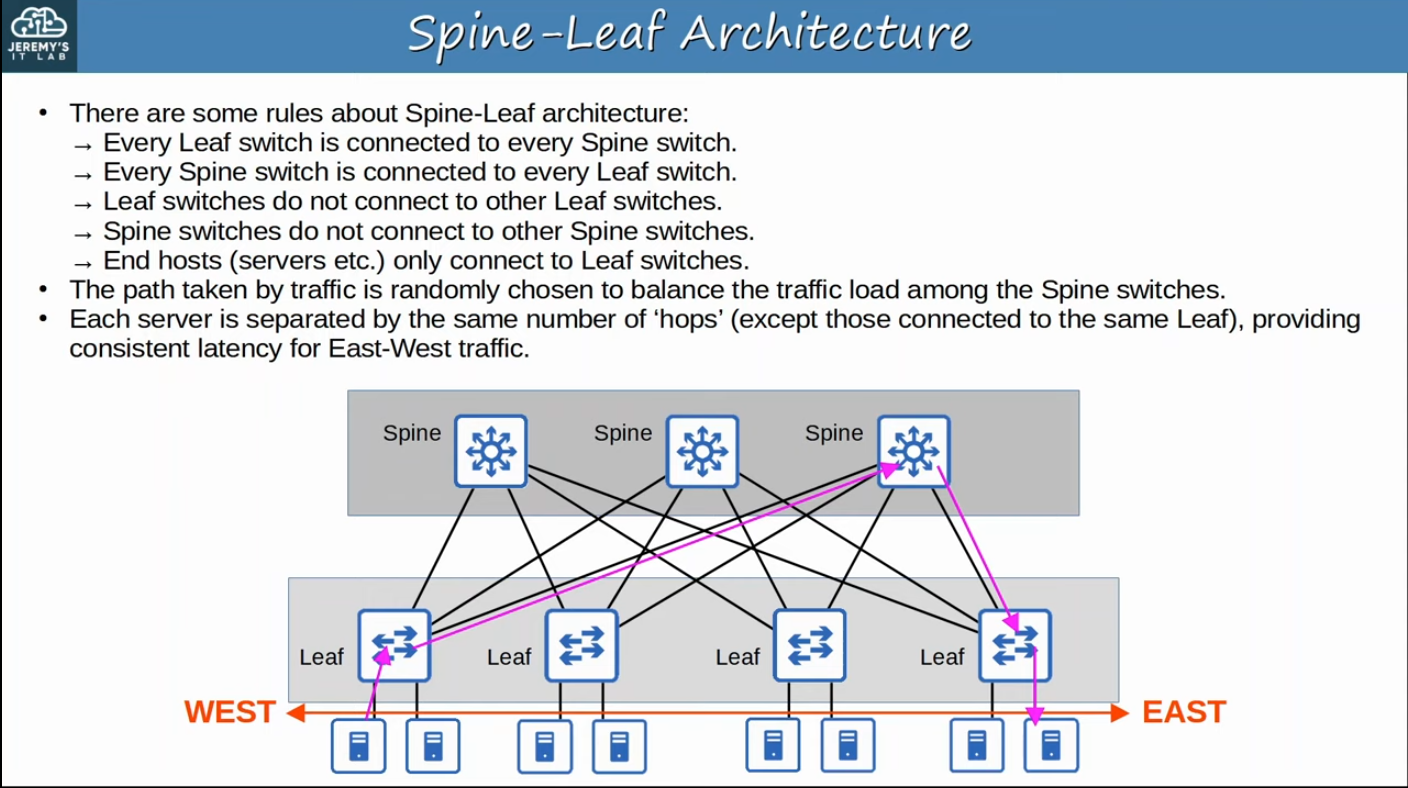 JEREMY'S
IT LAB
Spine-Leaf Architecture
• There are some rules about Spine-Leaf architecture:
→ Every Leaf switch is connected to every Spine switch.
→ Every Spine switch is connected to every Leaf switch.
→ Leaf switches do not connect to other Leaf switches.
→ Spine switches do not connect to other Spine switches.
→ End hosts (servers etc.) only connect to Leaf switches.
• The path taken by traffic is randomly chosen to balance the traffic load among the Spine switches.
• Each server is separated by the same number of ‘hops’ (except those connected to the same Leaf), providing
consistent latency for East-West traffic.
Spine
Spine
Spine
Leaf
Leaf
Leaf
Leaf
WEST
EAST